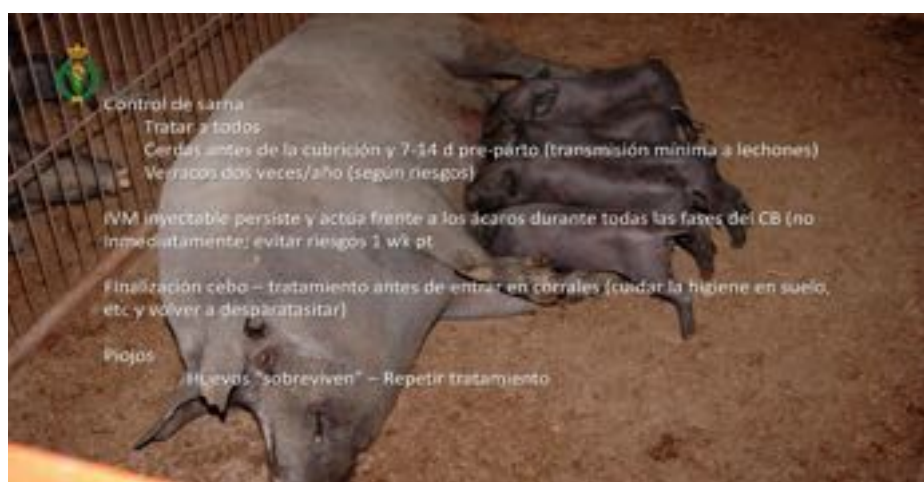 Control de sarna
Tratar a todos
Cerdas antes de la cubrición y 7-14 d pre-parto (transmisión mínima a lechones)
Verracos dos veces/año (según riesgos)
IVM inyectable persiste y actúa frente a los ácaros durante todas las fases del CB (no
inmediatamente; evitar riesgos 1 wk pt
Finalización cebo – tratamiento antes de entrar en corrales (cuidar la higiene en suelo,
etc y volver a desparatasitar)
Piojos
Huevos "sobreviven" – Repetir tratamiento